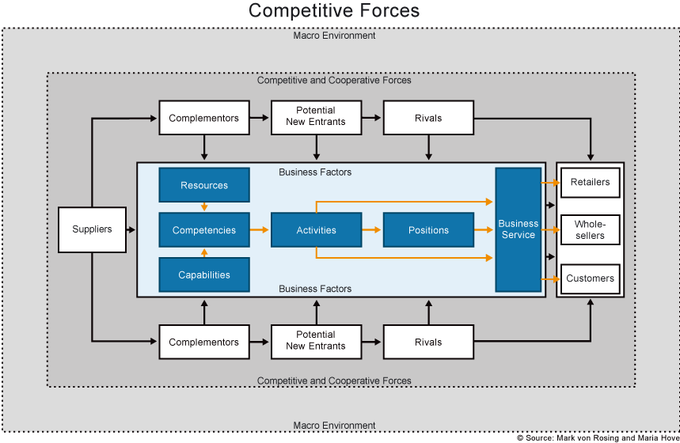 Competitive Forces
Macro Environment
Competitive and Cooperative Forces
Complementors
Potential
New Entrants
Rivals
Business Factors
Resources
Retailers
Suppliers
Competencies
Activities
Positions
Business
Service
Whole-
sellers
Capabilities
Customers
Business Factors
Complementors
Potential
New Entrants
Rivals
Competitive and Cooperative Forces
Macro Environment
© Source: Mark von Rosing and Maria Hove